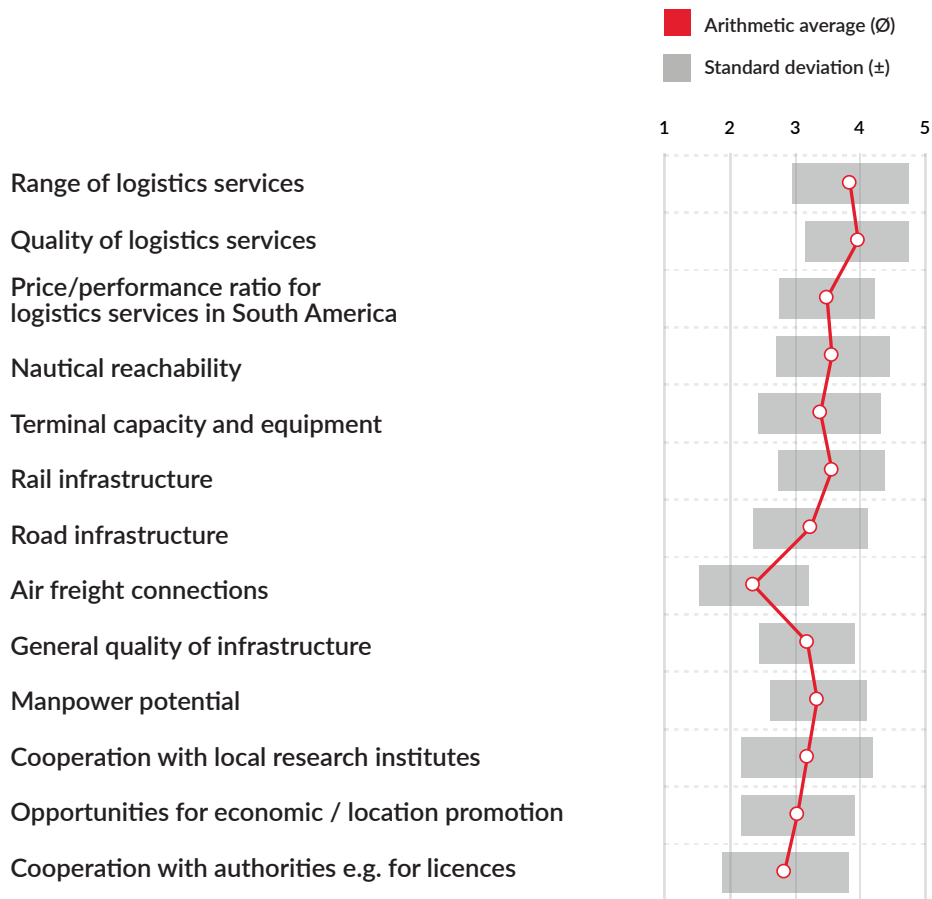 Arithmetic average (Ø)
Standard deviation (±)
1 2 3 4 5
Range of logistics services
Quality of logistics services
Price/performance ratio for
logistics services in South America
Nautical reachability
Terminal capacity and equipment
Rail infrastructure
Road infrastructure
Air freight connections
General quality of infrastructure
Manpower potential
Cooperation with local research institutes
Opportunities for economic / location promotion
Cooperation with authorities e.g. for licences